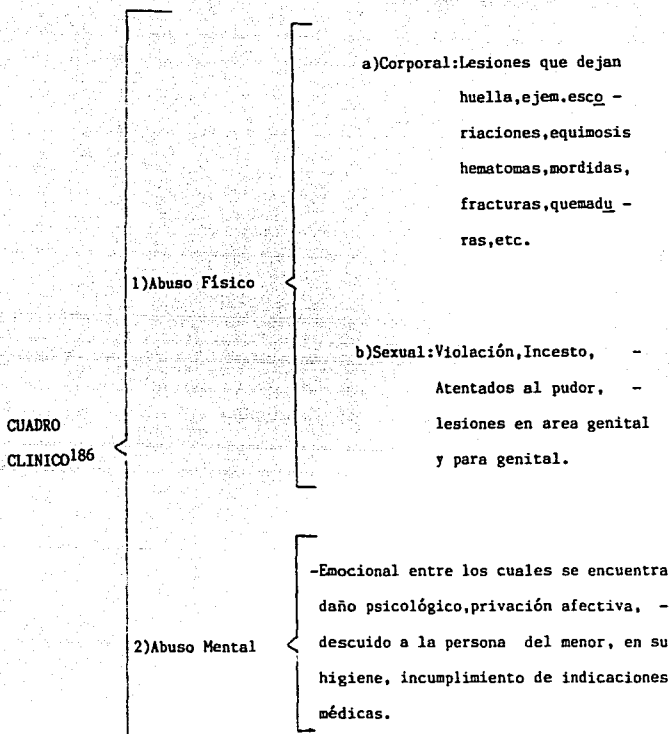 a)Corporal:Lesiones que dejan
huella,ejem.esco -
riaciones,equimosis
hematomas,mordidas,
fracturas,quemadu -
ras,etc.
1)Abuso Físico
b)Sexual:Violación,Incesto, -
Atentados al pudor, -
lesiones en area genital
y para genital.
CUADRO
CLINICO186
-Emocional entre los cuales se encuentra
daño psicológico,privación afectiva, -
2)Abuso Mental
descuido a la persona del menor, en su
higiene, incumplimiento de indicaciones
médicas.